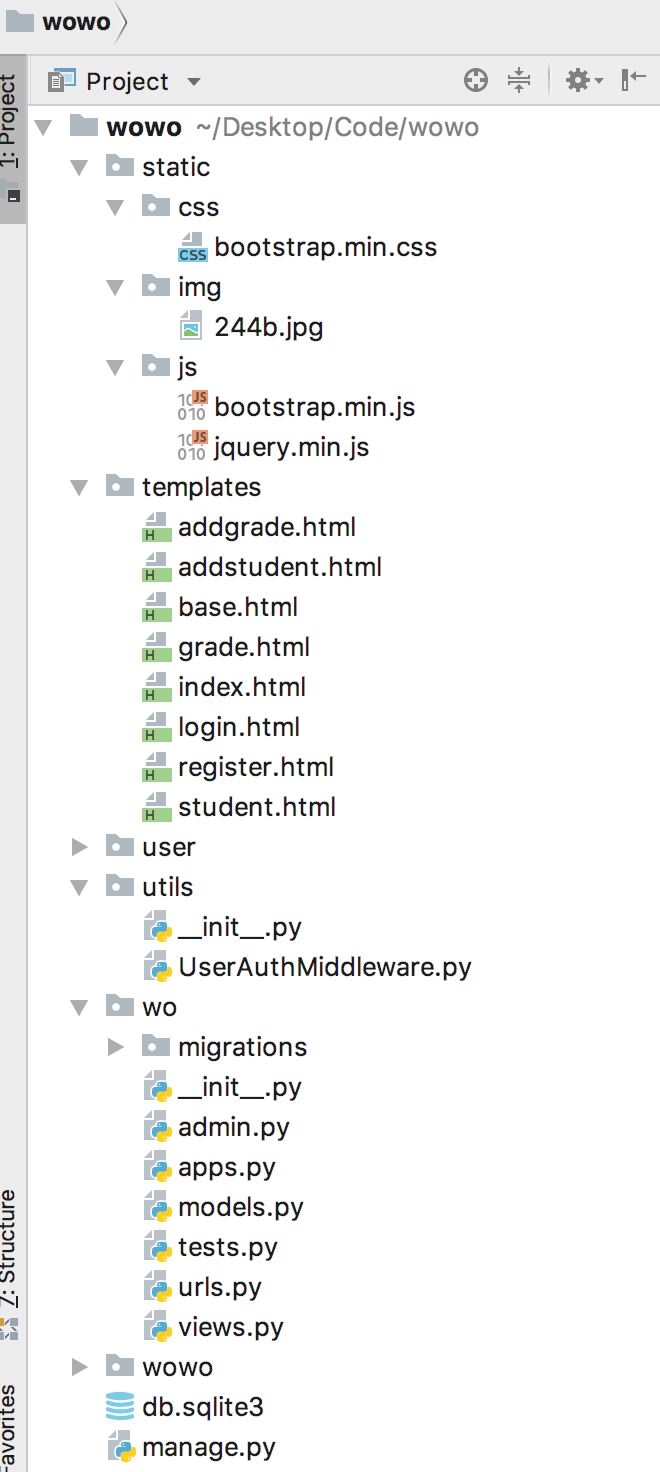 wowo
Project
1: Project
wowo ~/Desktop/Code/wowo
static
css
CSS bootstrap.min.css
img
244b.jpg
js
JS bootstrap.min.js
JS jquery.min.js
templates
H addgrade.html
H addstudent.html
H base.html
H grade.html
H index.html
H login.html
H register.html
H student.html
user
utils
__init__.py
UserAuthMiddleware.py
wo
migrations
__init__.py
admin.py
apps.py
models.py
tests.py
urls.py
views.py
7: Structure
wowo
db.sqlite3
manage.py
Favorites